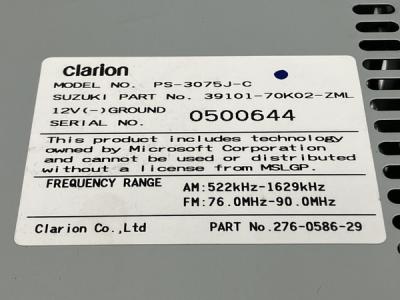 clarion
MODEL NO. PS-3075J-C
SUZUKI PART No. 39101-70K02-ZML
12V(-)GROUND
SERIAL NO. 0500644
This product includes technology
owned by Microsoft Corporation
and cannot be used or distributed
without a license from MSLGP.
FREQUENCY RANGE AM:522kHz-1629kHz
FM:76.0MHz-90.0MHz
Clarion Co.,Ltd PART No.276-0586-29